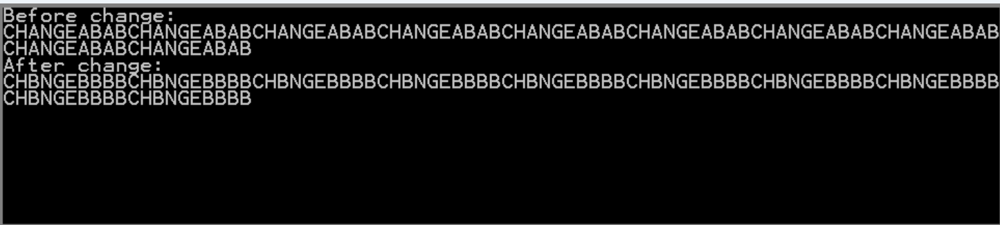 Before change:
CHANGEABABCHANGEABABCHANGEABABCHANGEABABCHANGEABABCHANGEABABCHANGEABABCHANGEABAB
CHANGEABABCHANGEABAB
After change:
CHBNGEBBBBCHBNGEBBBBCHBNGEBBBBCHBNGEBBBBCHBNGEBBBBCHBNGEBBBBCHBNGEBBBBCHBNGEBBBB
CHBNGEBBBBCHBNGEBBBB